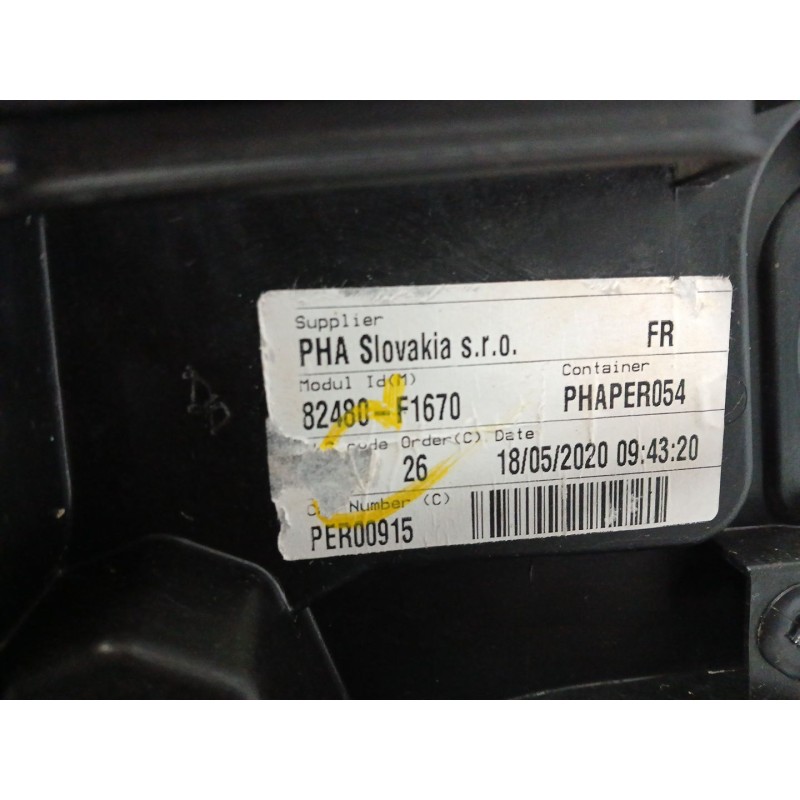 Supplier
PHA Slovakia s.r.o. FR
Modul Id(M) Container
82480-F1670 PHAPER054
Order(C) Date
26 18/05/2020 09:43:20
Number (C)
PER00915